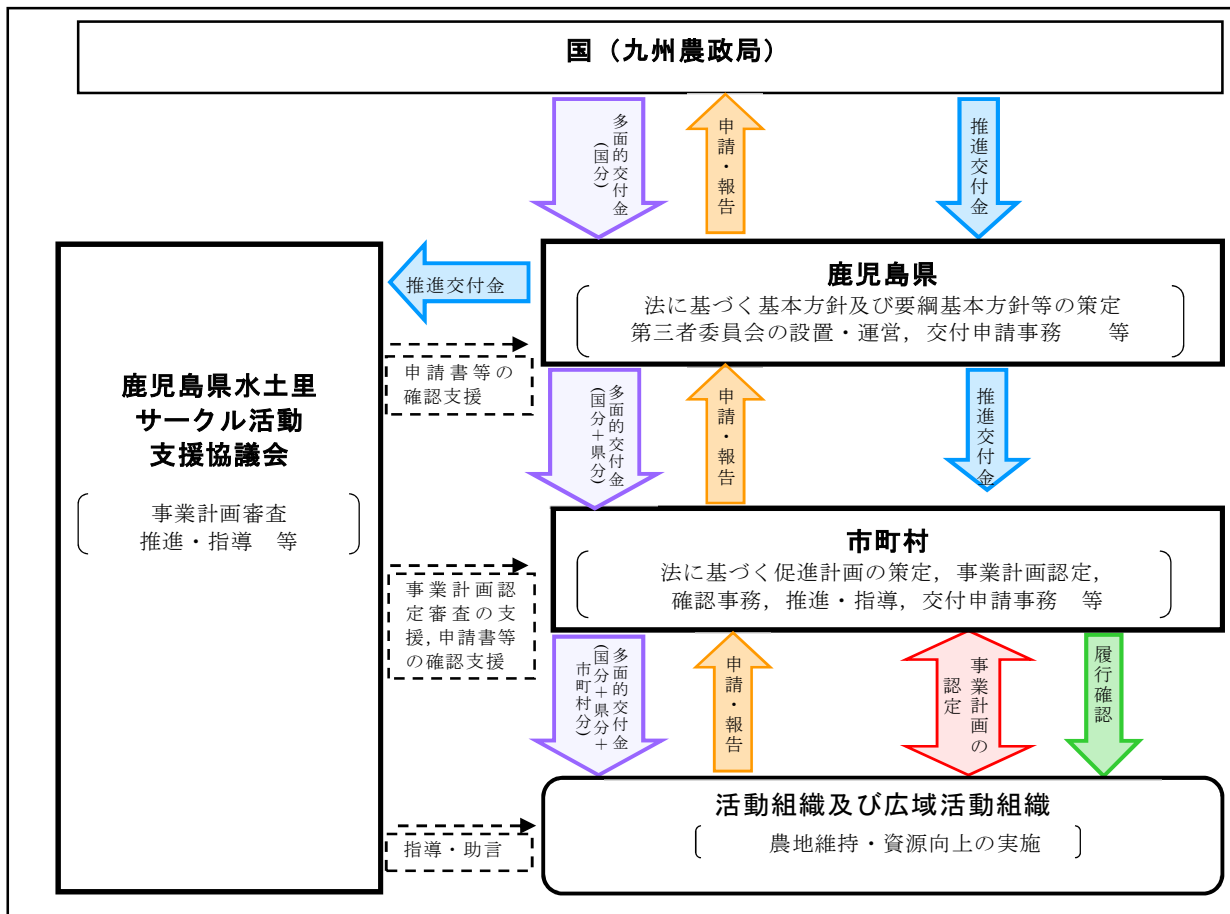 国（九州農政局）
多面的交付金
(国分)
申請・報告
推進交付金
推進交付金
鹿児島県
法に基づく基本方針及び要綱基本方針等の策定
第三者委員会の設置・運営，交付申請事務　等
鹿児島県水土里
サークル活動
支援協議会
事業計画審査
推進・指導　等
申請書等の
確認支援
多面的交付金
(国分＋県分)
申請・報告
推進交付金
市町村
法に基づく促進計画の策定，事業計画認定，
確認事務，推進・指導，交付申請事務　等
事業計画認
定審査の支
援，申請書等
の確認支援
多面的交付金
(国分＋県分＋
市町村分)
申請・報告
事業計画の
認定
履行確認
活動組織及び広域活動組織
農地維持・資源向上の実施
指導・助言